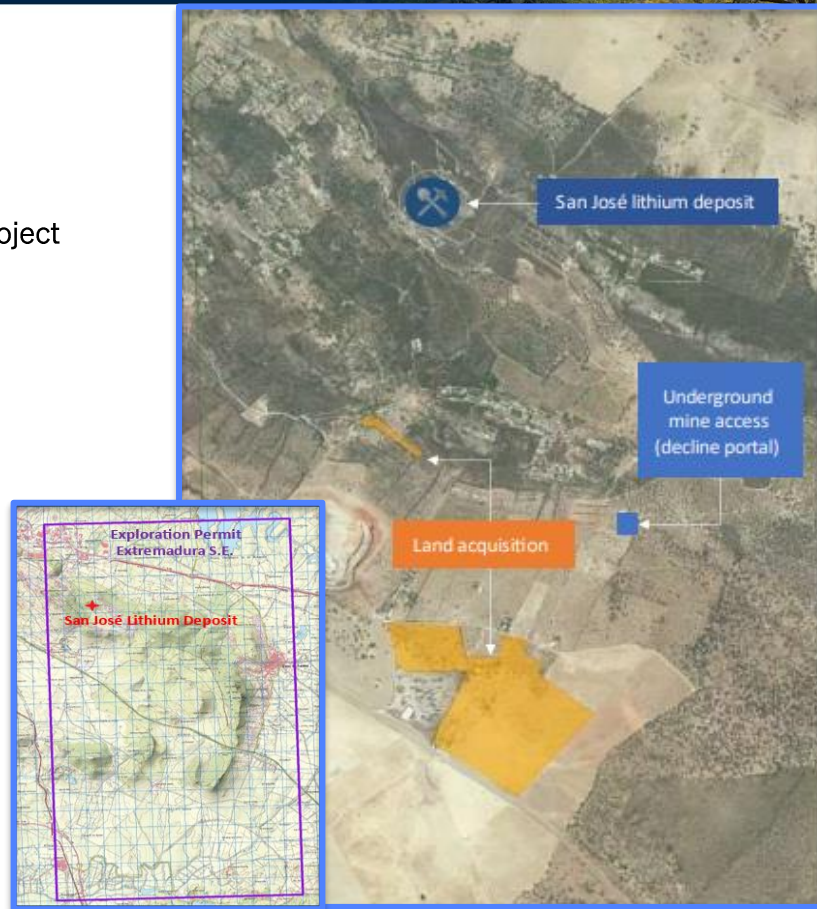 oject
San José lithium deposit
Underground
mine access
(decline portal)
Land acquisition
Exploration Permit
Extremadura S.E.
San José Lithium Deposit